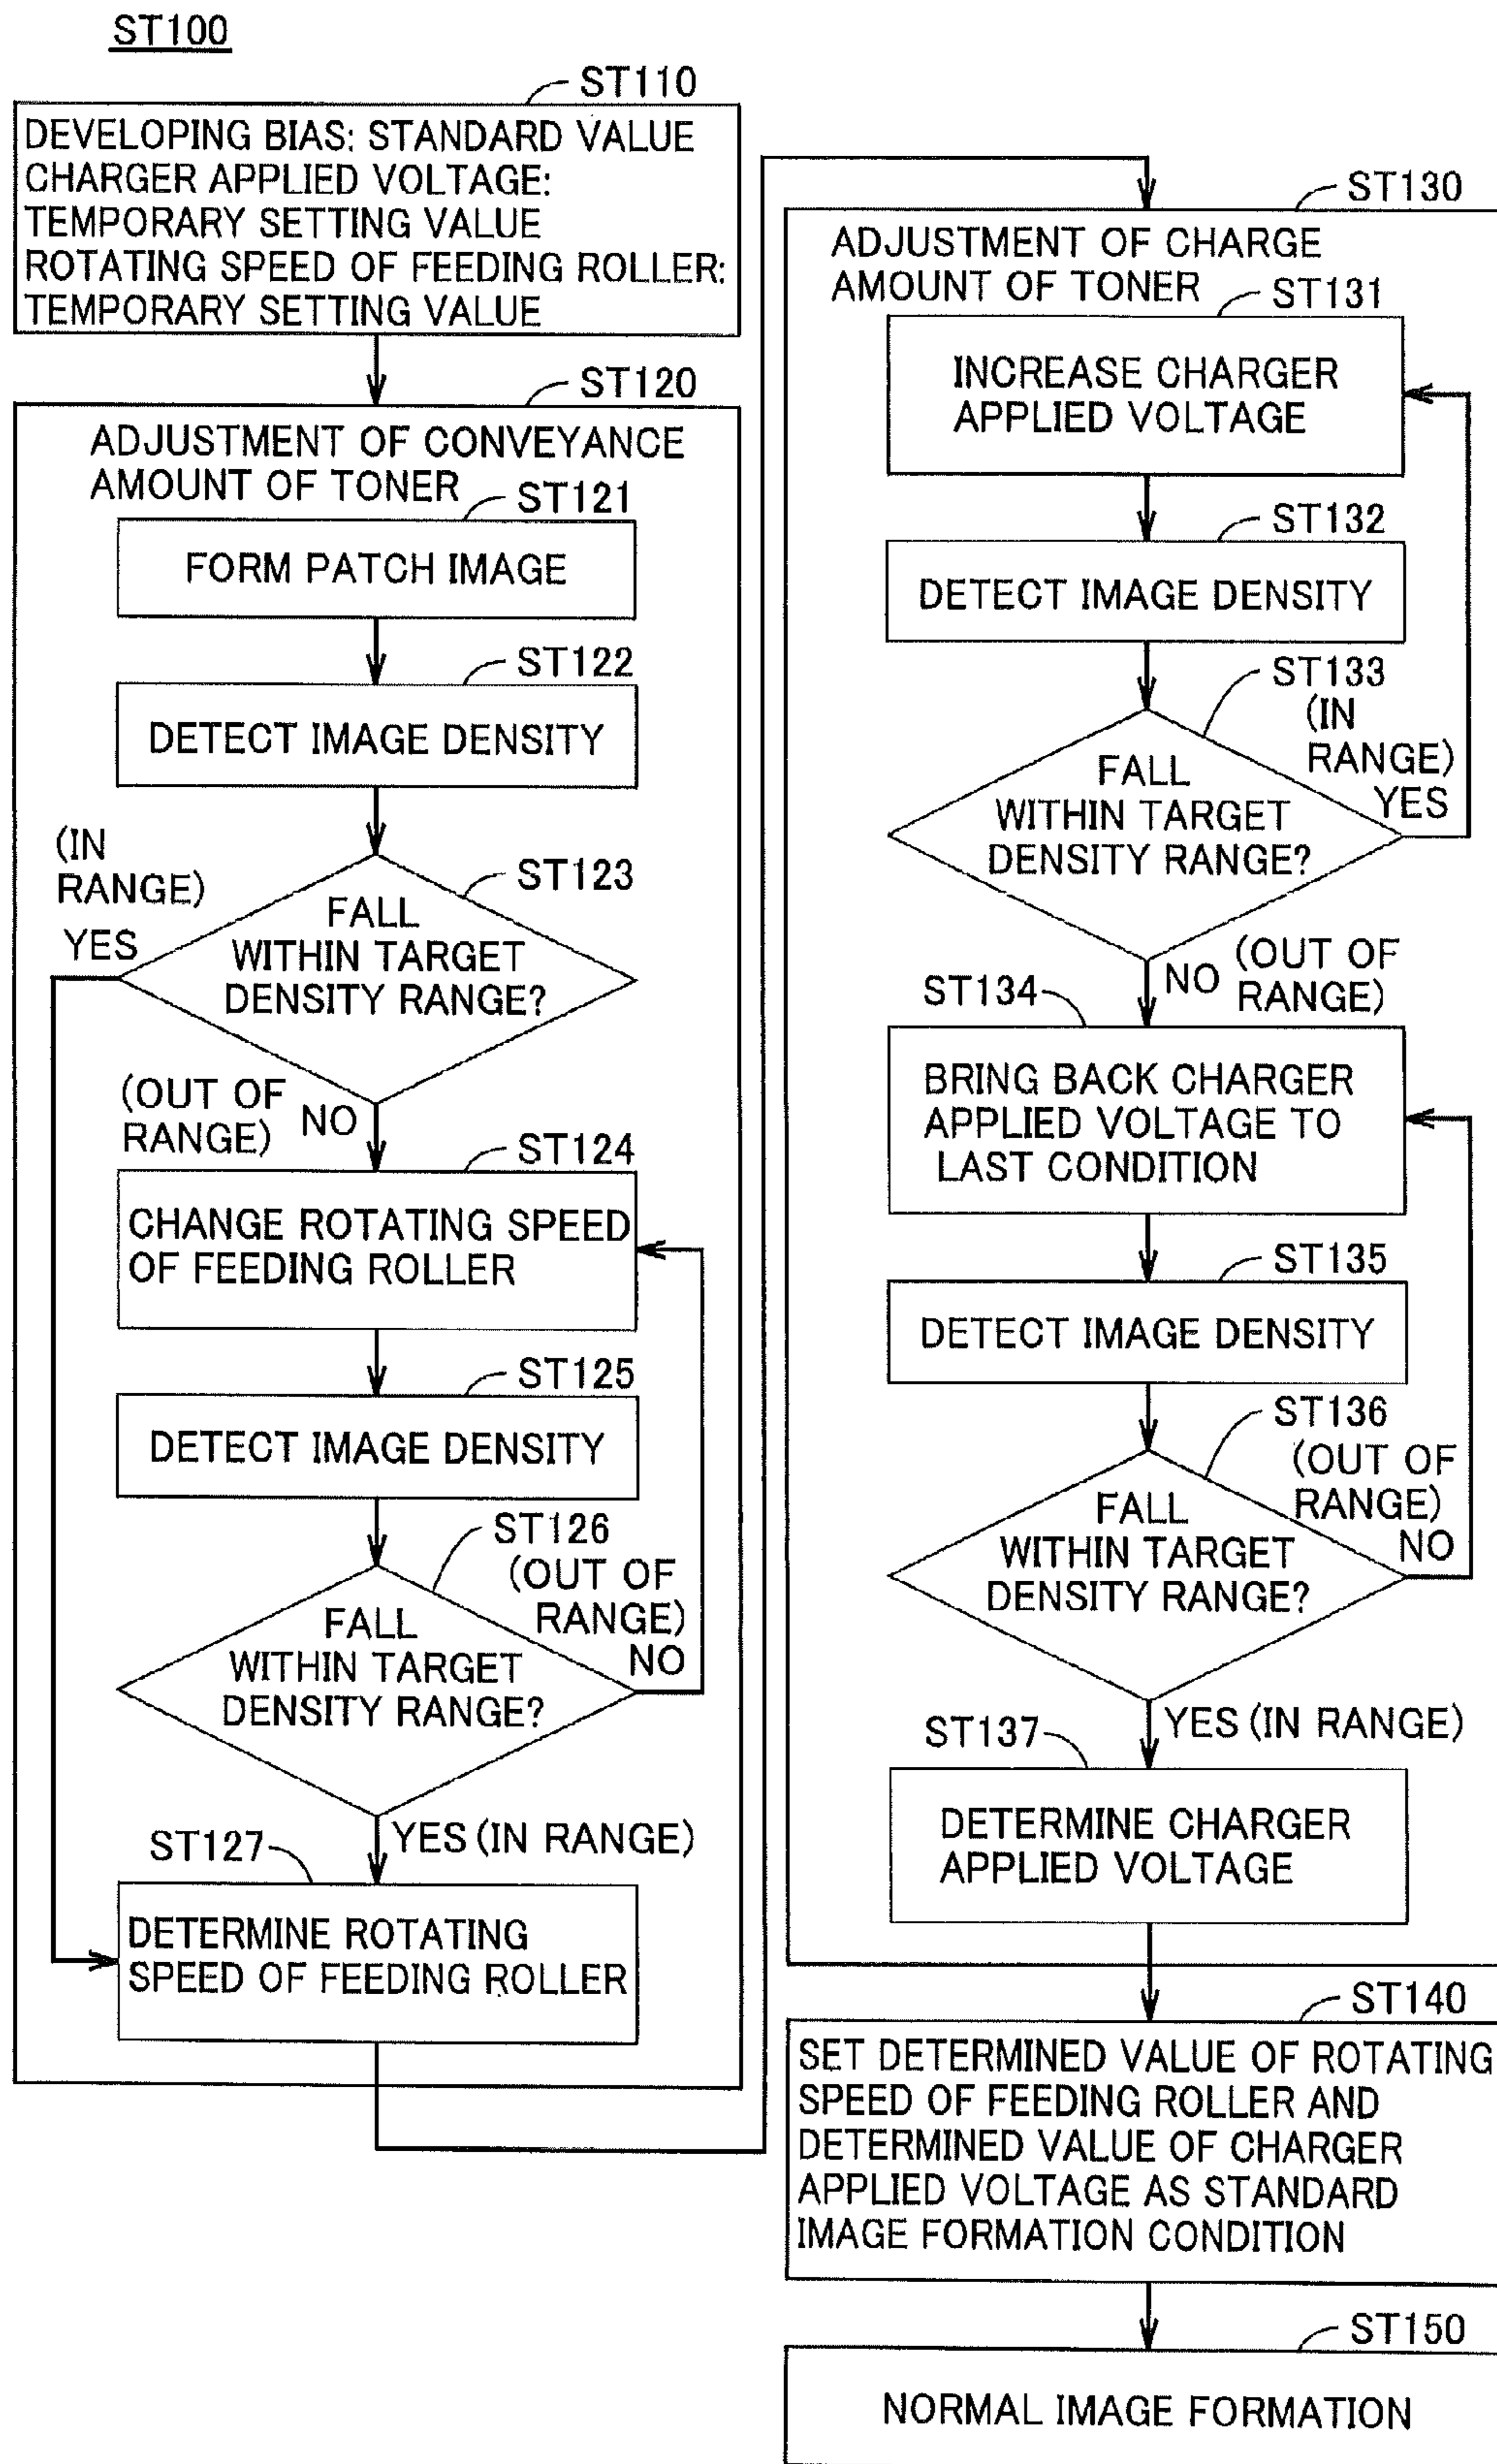 ST100
ST110
DEVELOPING BIAS: STANDARD VALUE
CHARGER APPLIED VOLTAGE:
TEMPORARY SETTING VALUE
ROTATING SPEED OF FEEDING ROLLER:
TEMPORARY SETTING VALUE
ST120
ADJUSTMENT OF CONVEYANCE
AMOUNT OF TONER
ST121
FORM PATCH IMAGE
ST122
DETECT IMAGE DENSITY
(IN
RANGE)
YES
ST123
FALL
WITHIN TARGET
DENSITY RANGE?
(OUT OF
RANGE) NO
ST124
CHANGE ROTATING SPEED
OF FEEDING ROLLER
ST125
DETECT IMAGE DENSITY
ST126
(OUT OF
RANGE)
NO
FALL
WITHIN TARGET
DENSITY RANGE?
YES (IN RANGE)
ST127
DETERMINE ROTATING
SPEED OF FEEDING ROLLER
ST130
ADJUSTMENT OF CHARGE
AMOUNT OF TONER
ST131
INCREASE CHARGER
APPLIED VOLTAGE
ST132
DETECT IMAGE DENSITY
ST133
(IN
RANGE)
YES
FALL
WITHIN TARGET
DENSITY RANGE?
NO (OUT OF
RANGE)
ST134
BRING BACK CHARGER
APPLIED VOLTAGE TO
LAST CONDITION
ST135
DETECT IMAGE DENSITY
ST136
(OUT OF
RANGE)
NO
FALL
WITHIN TARGET
DENSITY RANGE?
YES (IN RANGE)
ST137
DETERMINE CHARGER
APPLIED VOLTAGE
ST140
SET DETERMINED VALUE OF ROTATING
SPEED OF FEEDING ROLLER AND
DETERMINED VALUE OF CHARGER
APPLIED VOLTAGE AS STANDARD
IMAGE FORMATION CONDITION
ST150
NORMAL IMAGE FORMATION